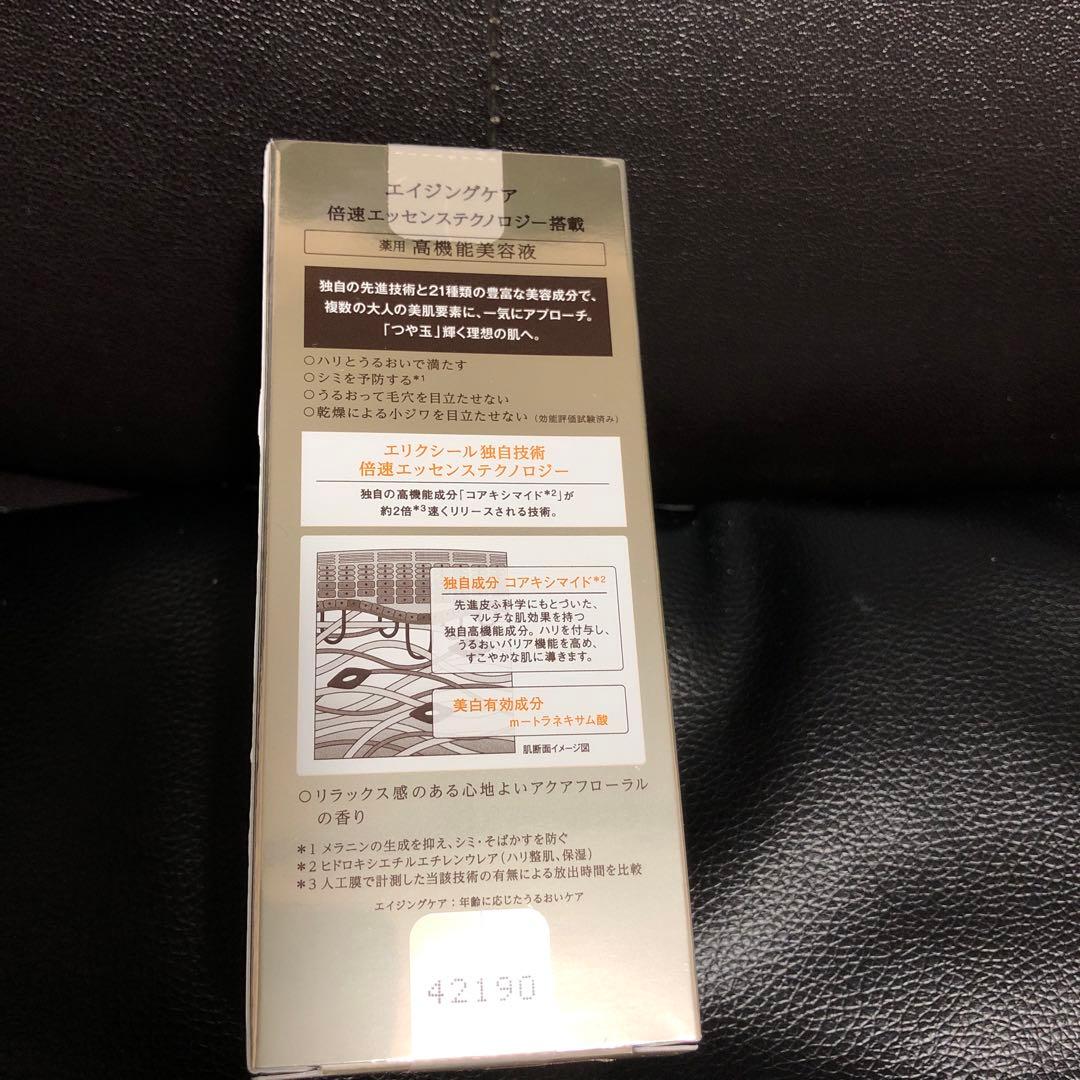 エイジングケア
倍速エッセンステクノロジー搭載
薬用 高機能美容液
独自の先進技術と21種類の豊富な美容成分で、
複数の大人の美肌要素に、一気にアプローチ。
「つや玉」輝く理想の肌へ。
○ハリとうるおいで満たす
○シミを予防する*1
○うるおって毛穴を目立たせない
○乾燥による小ジワを目立たせない（効能評価試験済み）
エリクシール独自技術
倍速エッセンステクノロジー
独自の高機能成分「コアキシマイド*2」が
約2倍*3速くリリースされる技術。
独自成分 コアキシマイド*2
先進皮ふ科学にもとづいた、
マルチな肌効果を持つ
独自高機能成分。ハリを付与し、
うるおいバリア機能を高め、
すこやかな肌に導きます。
美白有効成分
m－トラネキサム酸
肌断面イメージ図
○リラックス感のある心地よいアクアフローラル
の香り
*1 メラニンの生成を抑え、シミ・そばかすを防ぐ
*2 ヒドロキシエチルエチレンウレア（ハリ整肌、保湿）
*3 人工膜で計測した当該技術の有無による放出時間を比較
エイジングケア：年齢に応じたうるおいケア
42190